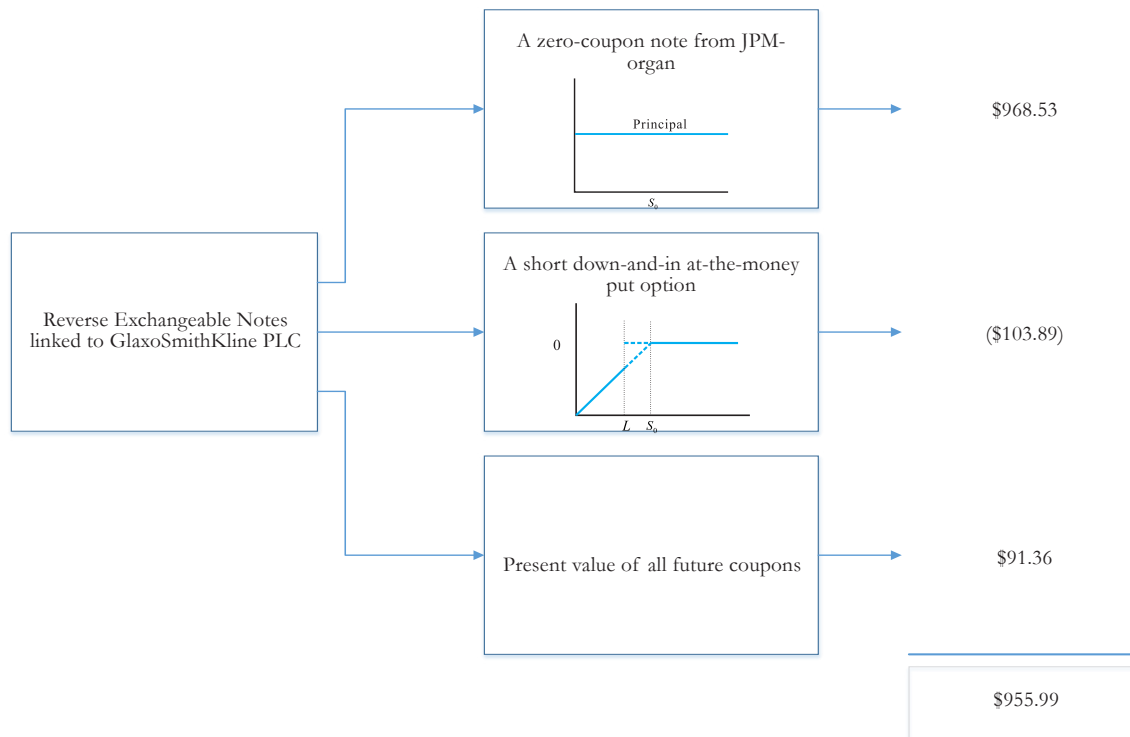 A zero-coupon note from JPM-
organ
Principal
S₀
$968.53
Reverse Exchangeable Notes
linked to GlaxoSmithKline PLC
A short down-and-in at-the-money
put option
0
L S₀
($103.89)
Present value of all future coupons
$91.36
$955.99